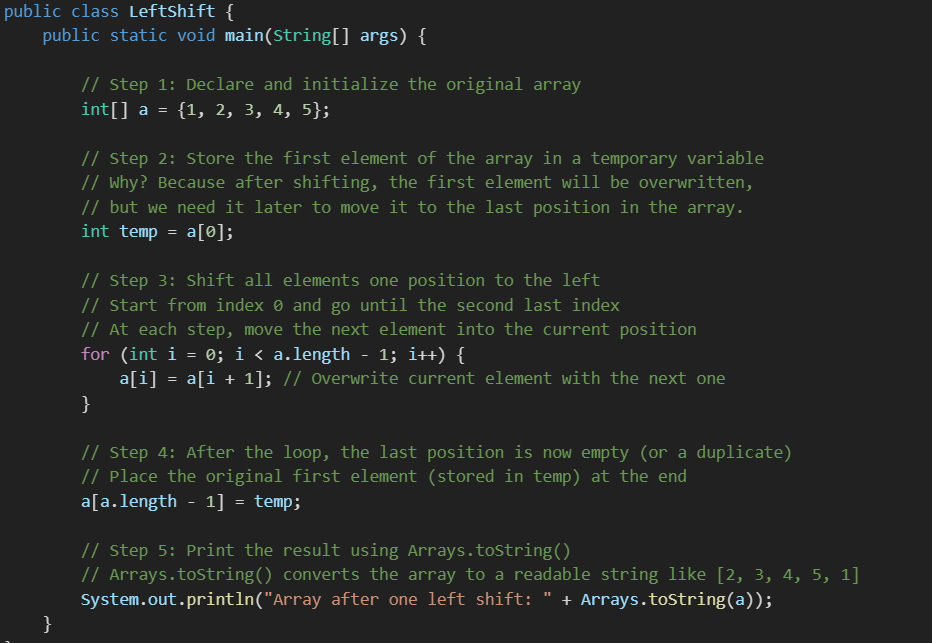 public class LeftShift {
    public static void main(String[] args) {
        // Step 1: Declare and initialize the original array
        int[] a = {1, 2, 3, 4, 5};
        // Step 2: Store the first element of the array in a temporary variable
        // Why? Because after shifting, the first element will be overwritten,
        // but we need it later to move it to the last position in the array.
        int temp = a[0];
        // Step 3: Shift all elements one position to the left
        // Start from index 0 and go until the second last index
        // At each step, move the next element into the current position
        for (int i = 0; i < a.length - 1; i++) {
            a[i] = a[i + 1]; // Overwrite current element with the next one
        }
        // Step 4: After the loop, the last position is now empty (or a duplicate)
        // Place the original first element (stored in temp) at the end
        a[a.length - 1] = temp;
        // Step 5: Print the result using Arrays.toString()
        // Arrays.toString() converts the array to a readable string like [2, 3, 4, 5, 1]
        System.out.println("Array after one left shift: " + Arrays.toString(a));
    }